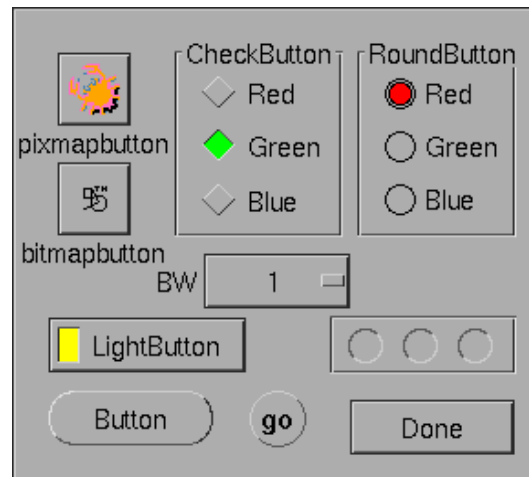 CheckButton
RoundButton
Red
Red
pixmapbutton
Green
Green
Blue
Blue
bitmapbutton
BW
1
LightButton
Button
go
Done